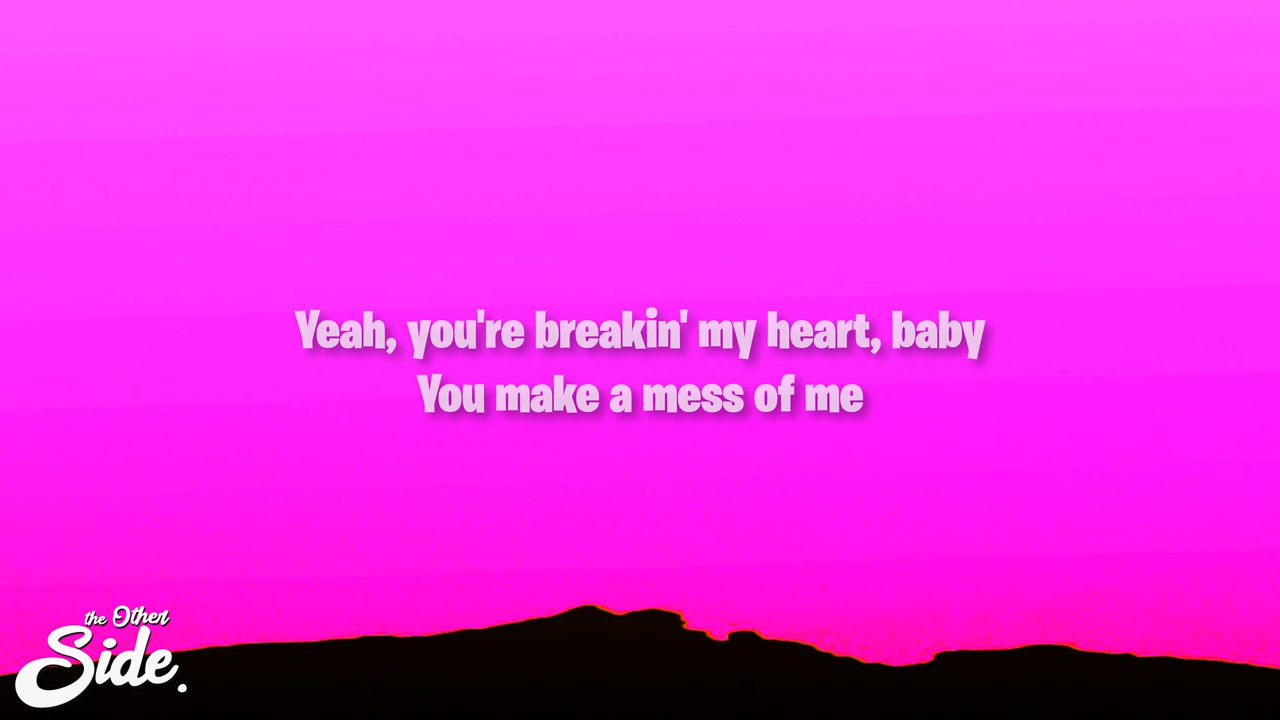 Yeah, you're breakin' my heart, baby
You make a mess of me
the Other
Side.